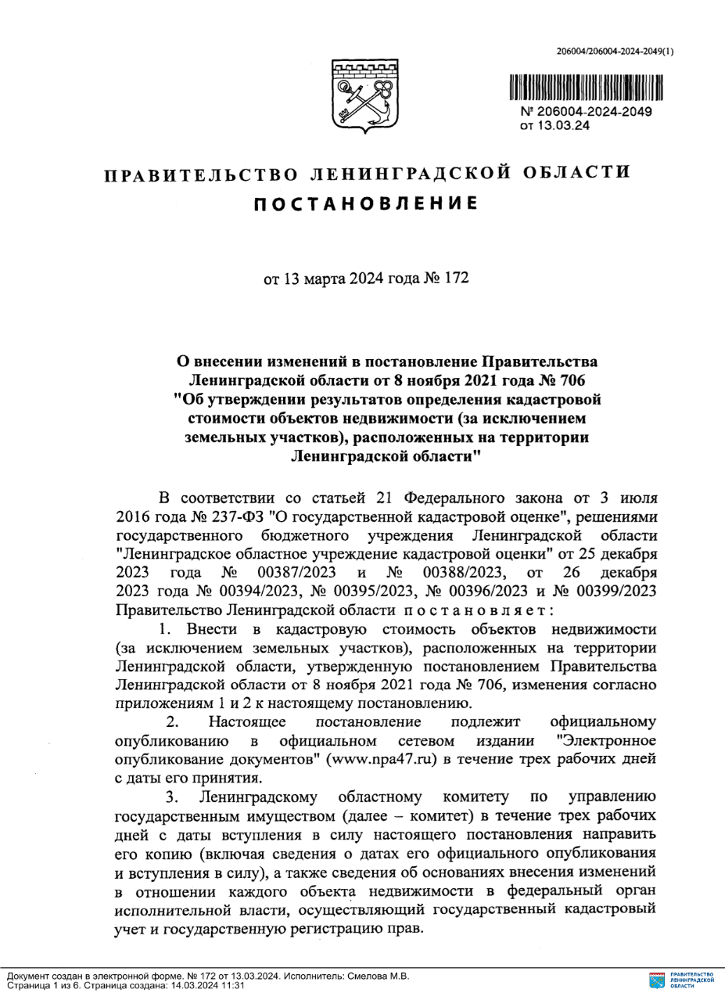 206004/206004-2024-2049(1)
№ 206004-2024-2049
от 13.03.24
ПРАВИТЕЛЬСТВО ЛЕНИНГРАДСКОЙ ОБЛАСТИ
ПОСТАНОВЛЕНИЕ
от 13 марта 2024 года № 172
О внесении изменений в постановление Правительства
Ленинградской области от 8 ноября 2021 года № 706
"Об утверждении результатов определения кадастровой
стоимости объектов недвижимости (за исключением
земельных участков), расположенных на территории
Ленинградской области"
В соответствии со статьей 21 Федерального закона от 3 июля
2016 года № 237-ФЗ "О государственной кадастровой оценке", решениями
государственного бюджетного учреждения Ленинградской области
"Ленинградское областное учреждение кадастровой оценки" от 25 декабря
2023 года № 00387/2023 и № 00388/2023, от 26 декабря
2023 года № 00394/2023, № 00395/2023, № 00396/2023 и № 00399/2023
Правительство Ленинградской области п о с т а н о в л я е т :
1. Внести в кадастровую стоимость объектов недвижимости
(за исключением земельных участков), расположенных на территории
Ленинградской области, утвержденную постановлением Правительства
Ленинградской области от 8 ноября 2021 года № 706, изменения согласно
приложениям 1 и 2 к настоящему постановлению.
2. Настоящее постановление подлежит официальному
опубликованию в официальном сетевом издании "Электронное
опубликование документов" (www.npa47.ru) в течение трех рабочих дней
с даты его принятия.
3. Ленинградскому областному комитету по управлению
государственным имуществом (далее – комитет) в течение трех рабочих
дней с даты вступления в силу настоящего постановления направить
его копию (включая сведения о датах его официального опубликования
и вступления в силу), а также сведения об основаниях внесения изменений
в отношении каждого объекта недвижимости в федеральный орган
исполнительной власти, осуществляющий государственный кадастровый
учет и государственную регистрацию прав.
Документ создан в электронной форме. № 172 от 13.03.2024. Исполнитель: Смелова М.В.
Страница 1 из 6. Страница создана: 14.03.2024 11:31
ПРАВИТЕЛЬСТВО
ЛЕНИНГРАДСКОЙ
ОБЛАСТИ